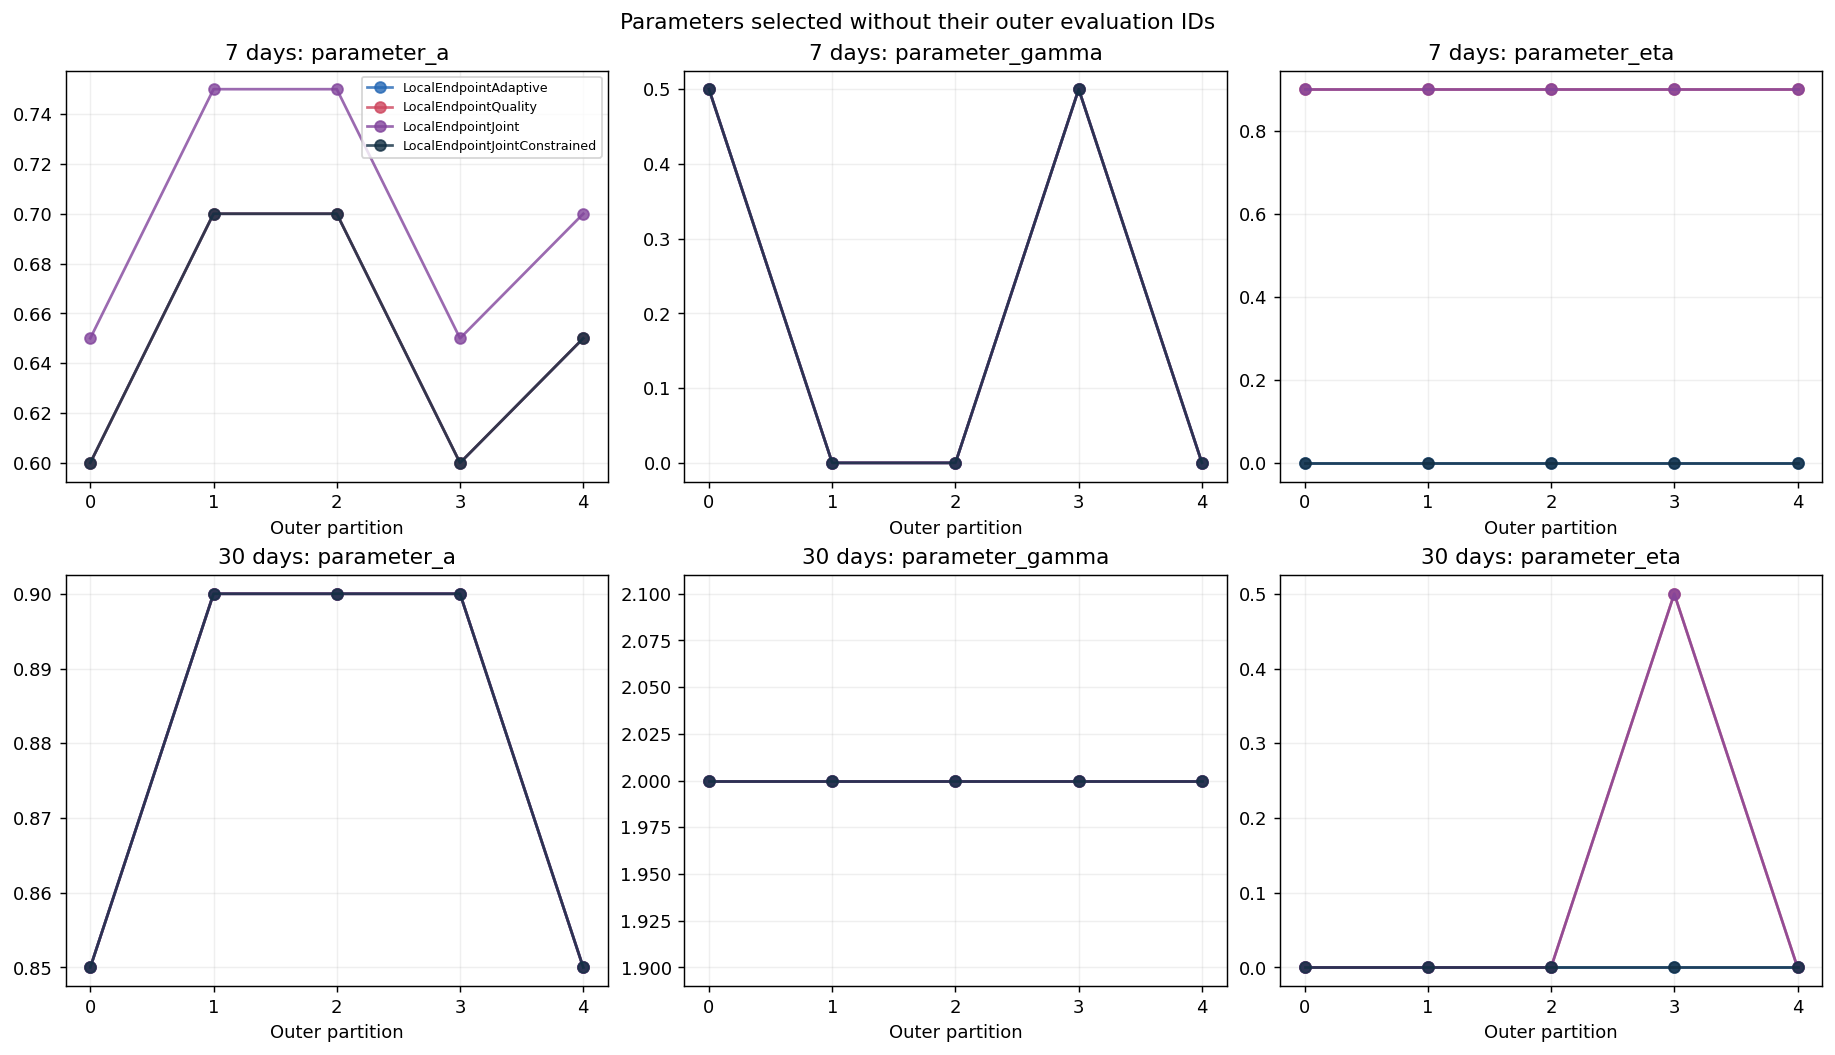 Parameters selected without their outer evaluation IDs
7 days: parameter_a
0.74
0.72
0.70
0.68
0.66
0.64
0.62
0.60
LocalEndpointAdaptive
LocalEndpointQuality
LocalEndpointJoint
LocalEndpointJointConstrained
0 1 2 3 4
Outer partition
7 days: parameter_gamma
0.5
0.4
0.3
0.2
0.1
0.0
0 1 2 3 4
Outer partition
7 days: parameter_eta
0.8
0.6
0.4
0.2
0.0
0 1 2 3 4
Outer partition
30 days: parameter_a
0.90
0.89
0.88
0.87
0.86
0.85
0 1 2 3 4
Outer partition
30 days: parameter_gamma
2.100
2.075
2.050
2.025
2.000
1.975
1.950
1.925
1.900
0 1 2 3 4
Outer partition
30 days: parameter_eta
0.5
0.4
0.3
0.2
0.1
0.0
0 1 2 3 4
Outer partition